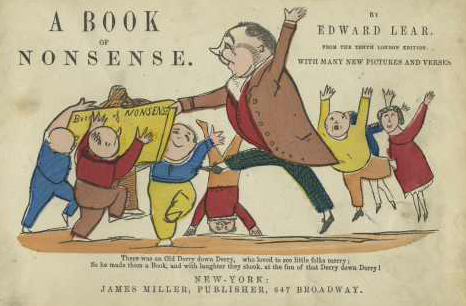 A BOOK
OF
NONSENSE.
BY
EDWARD LEAR.
FROM THE TENTH LONDON EDITION.
WITH MANY NEW PICTURES AND VERSES.
Book of NONSENSE
There was an Old Derry down Derry, who loved to see little folks merry;
So he made them a Book, and with laughter they shook, at the fun of that Derry down Derry!
NEW-YORK:
JAMES MILLER, PUBLISHER, 647 BROADWAY.